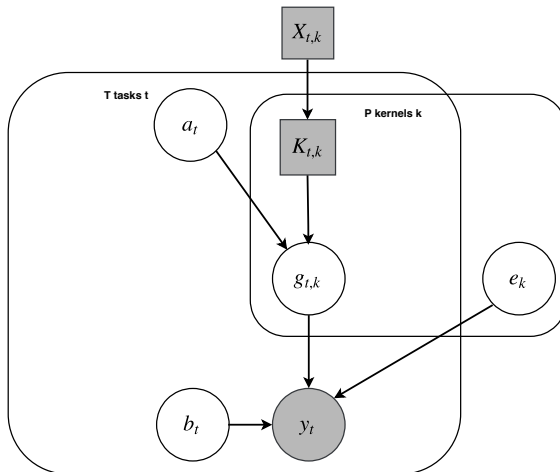 X_{t,k}
T tasks t
P kernels k
a_t
K_{t,k}
g_{t,k}
e_k
b_t
y_t